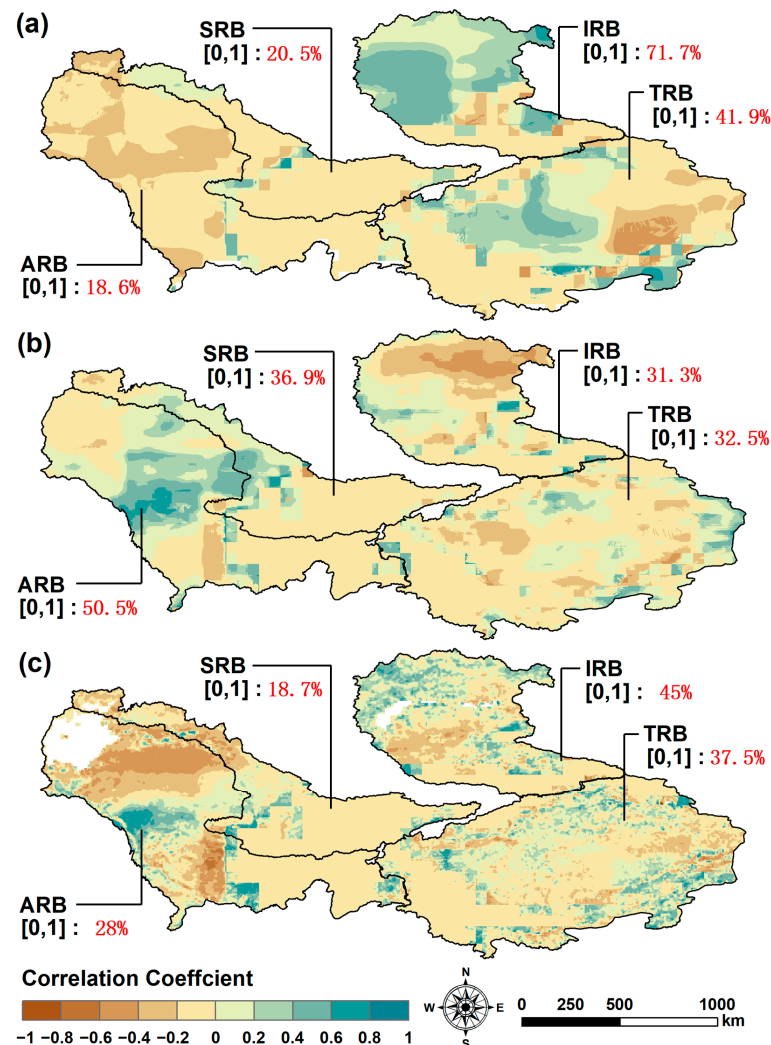 (a)
SRB
[0,1] : 20.5%
IRB
[0,1] : 71.7%
TRB
[0,1] : 41.9%
ARB
[0,1] : 18.6%
(b)
SRB
[0,1] : 36.9%
IRB
[0,1] : 31.3%
TRB
[0,1] : 32.5%
ARB
[0,1] : 50.5%
(c)
SRB
[0,1] : 18.7%
IRB
[0,1] : 45%
TRB
[0,1] : 37.5%
ARB
[0,1] : 28%
Correlation Coeffcient
−1 −0.8 −0.6 −0.4 −0.2 0 0.2 0.4 0.6 0.8 1
N
W E
S
0 250 500 1000
km